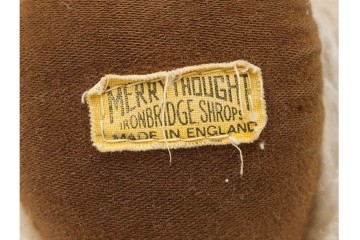 MERRYTHOUGHT
IRONBRIDGE, SHROPS
MADE IN ENGLAND